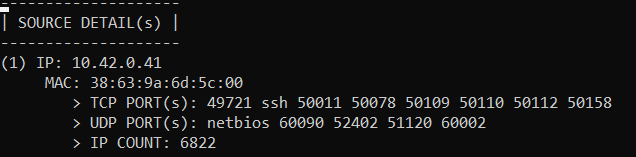 --------------------
| SOURCE DETAIL(s) |
--------------------
(1) IP: 10.42.0.41
MAC: 38:63:9a:6d:5c:00
> TCP PORT(s): 49721 ssh 50011 50078 50109 50110 50112 50158
> UDP PORT(s): netbios 60090 52402 51120 60002
> IP COUNT: 6822